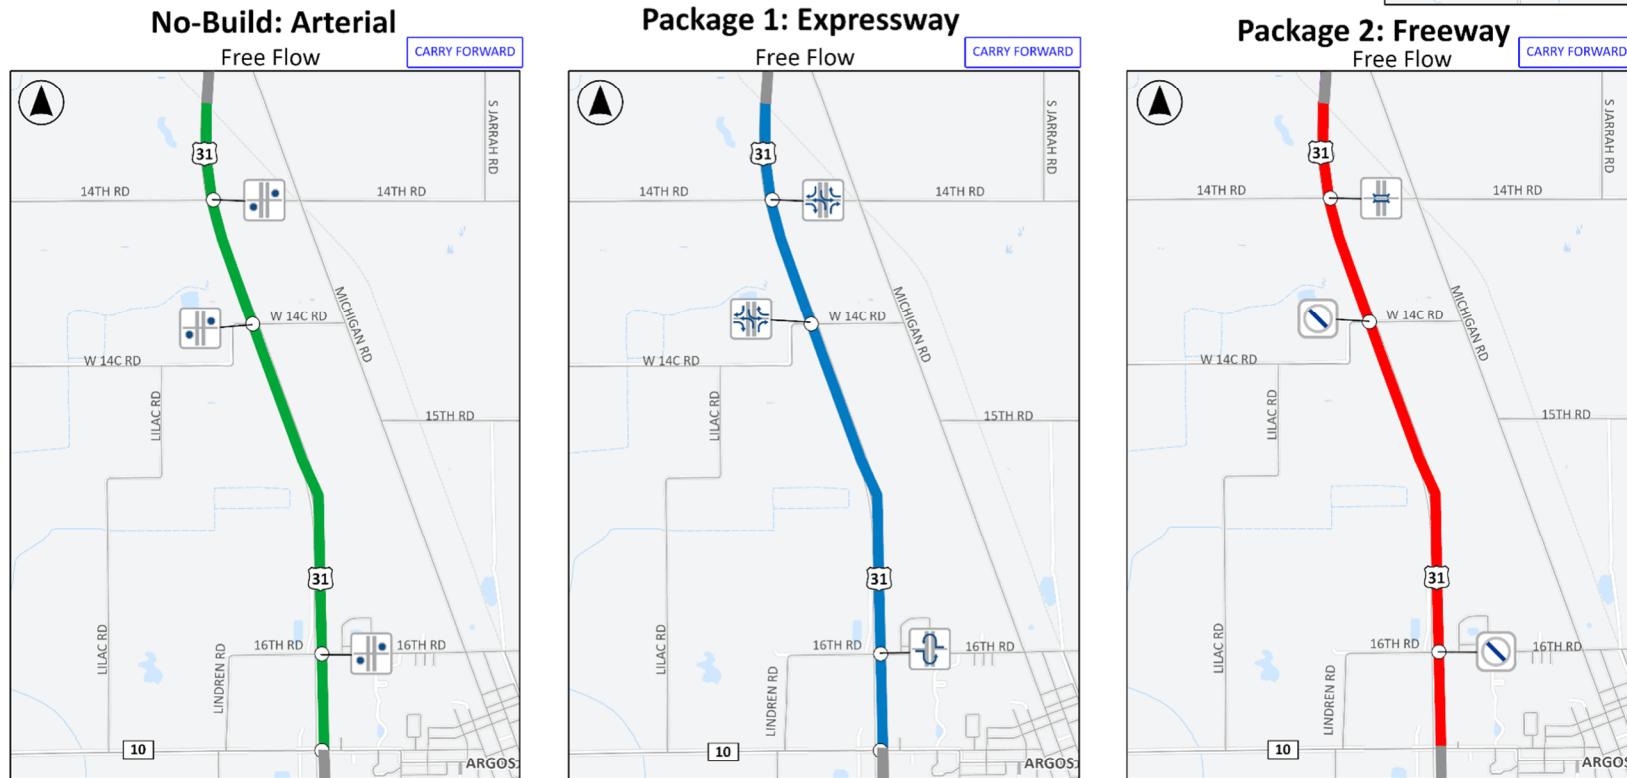 No-Build: Arterial
Free Flow
CARRY FORWARD
31
S JARRAH RD
14TH RD
14TH RD
MICHIGAN RD
W 14C RD
W 14C RD
LILAC RD
15TH RD
31
LILAC RD
LINDREN RD
16TH RD
16TH RD
10
ARGOS
Package 1: Expressway
Free Flow
CARRY FORWARD
31
S JARRAH RD
14TH RD
14TH RD
MICHIGAN RD
W 14C RD
W 14C RD
LILAC RD
15TH RD
31
LILAC RD
LINDREN RD
16TH RD
16TH RD
10
ARGOS
Package 2: Freeway
Free Flow
CARRY FORWARD
31
S JARRAH RD
14TH RD
14TH RD
MICHIGAN RD
W 14C RD
W 14C RD
LILAC RD
15TH RD
31
LILAC RD
LINDREN RD
16TH RD
16TH RD
10
ARGOS